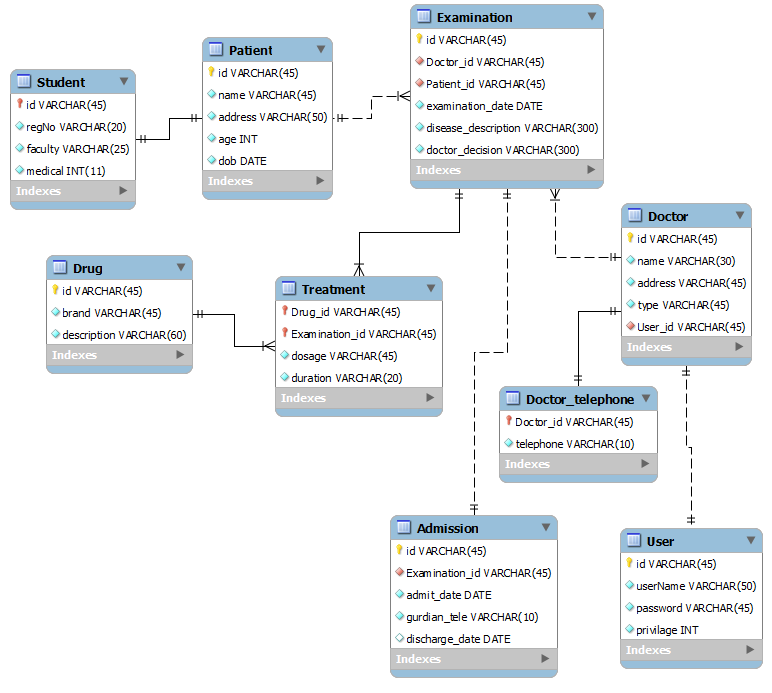 Student
id VARCHAR(45)
regNo VARCHAR(20)
faculty VARCHAR(25)
medical INT(11)
Indexes
Patient
id VARCHAR(45)
name VARCHAR(45)
address VARCHAR(50)
age INT
dob DATE
Indexes
Examination
id VARCHAR(45)
Doctor_id VARCHAR(45)
Patient_id VARCHAR(45)
examination_date DATE
disease_description VARCHAR(300)
doctor_decision VARCHAR(300)
Indexes
Drug
id VARCHAR(45)
brand VARCHAR(45)
description VARCHAR(60)
Indexes
Treatment
Drug_id VARCHAR(45)
Examination_id VARCHAR(45)
dosage VARCHAR(45)
duration VARCHAR(20)
Indexes
Doctor
id VARCHAR(45)
name VARCHAR(30)
address VARCHAR(45)
type VARCHAR(45)
User_id VARCHAR(45)
Indexes
Doctor_telephone
Doctor_id VARCHAR(45)
telephone VARCHAR(10)
Indexes
Admission
id VARCHAR(45)
Examination_id VARCHAR(45)
admit_date DATE
gurdian_tele VARCHAR(10)
discharge_date DATE
Indexes
User
id VARCHAR(45)
userName VARCHAR(50)
password VARCHAR(45)
privilage INT
Indexes